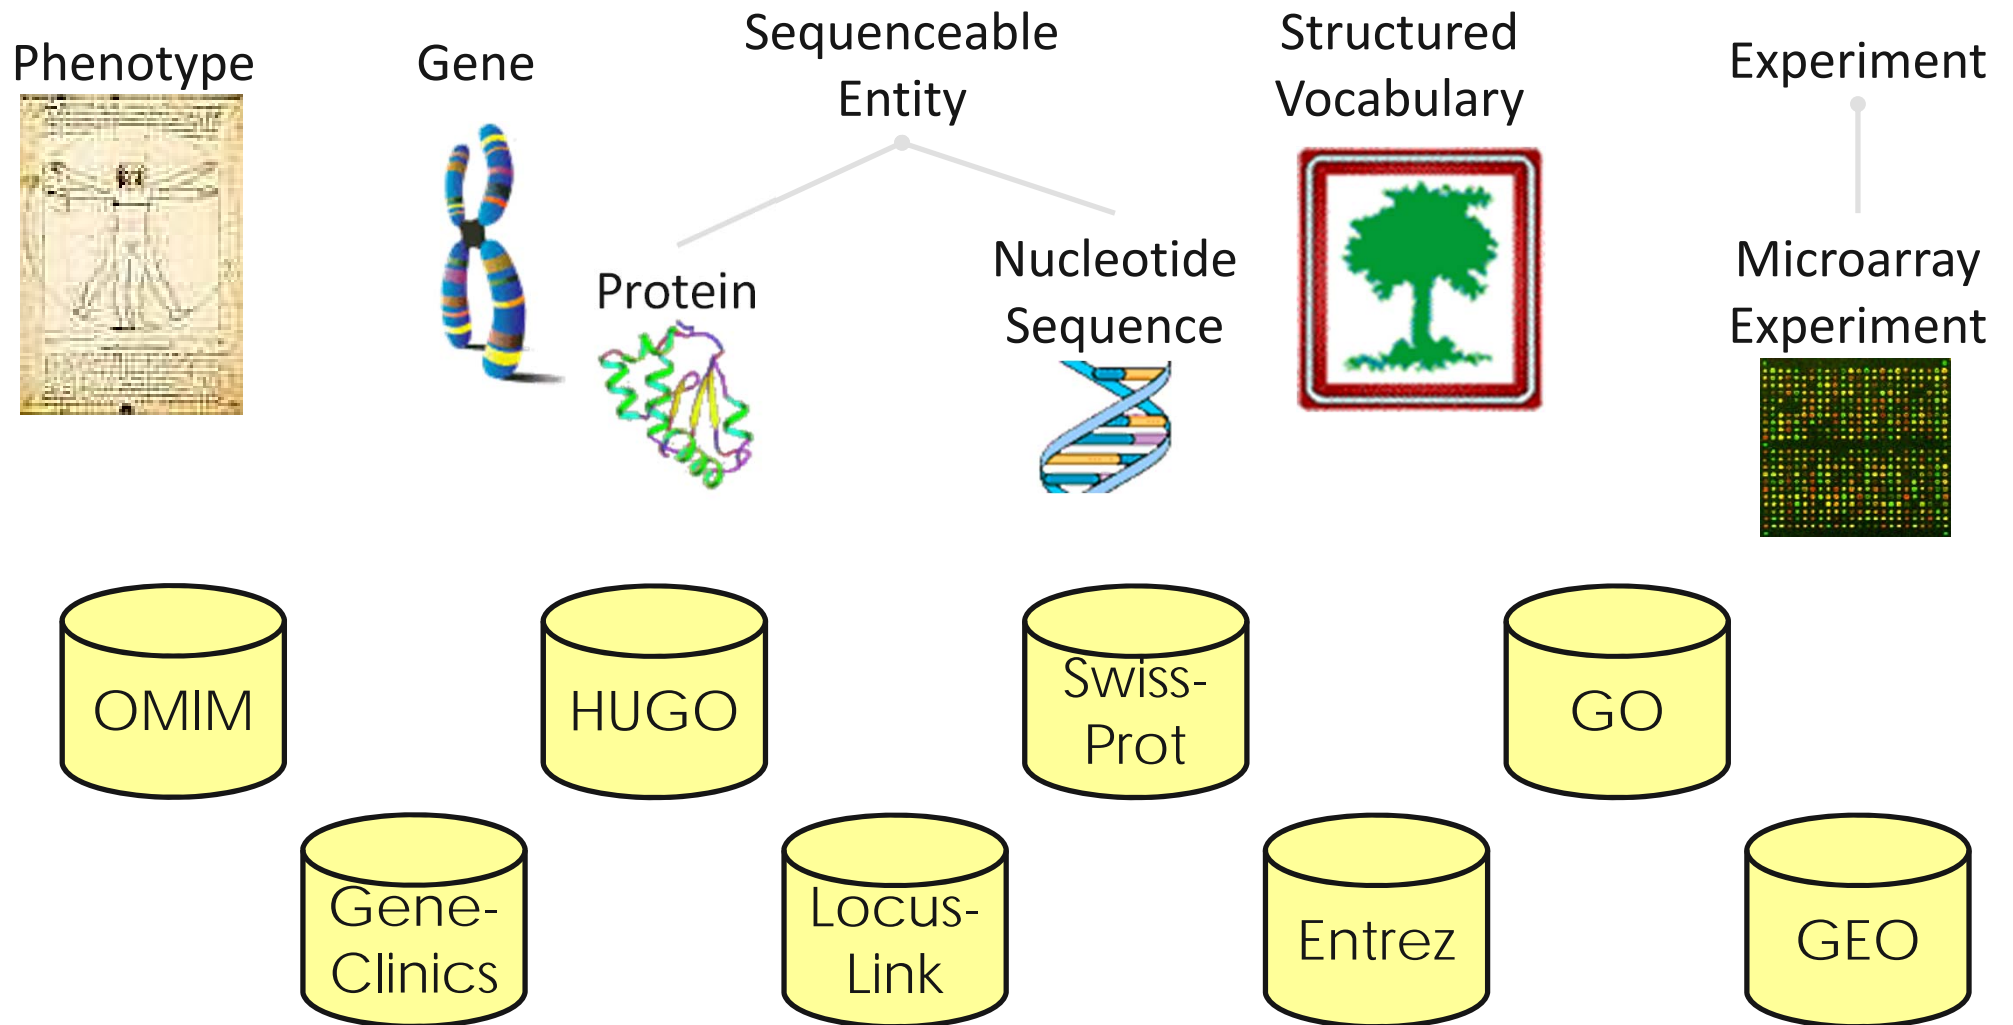 Phenotype
Gene
Sequenceable
Entity
Structured
Vocabulary
Experiment
Protein
Nucleotide
Sequence
Microarray
Experiment
OMIM
HUGO
Swiss-
Prot
GO
Gene-
Clinics
Locus-
Link
Entrez
GEO